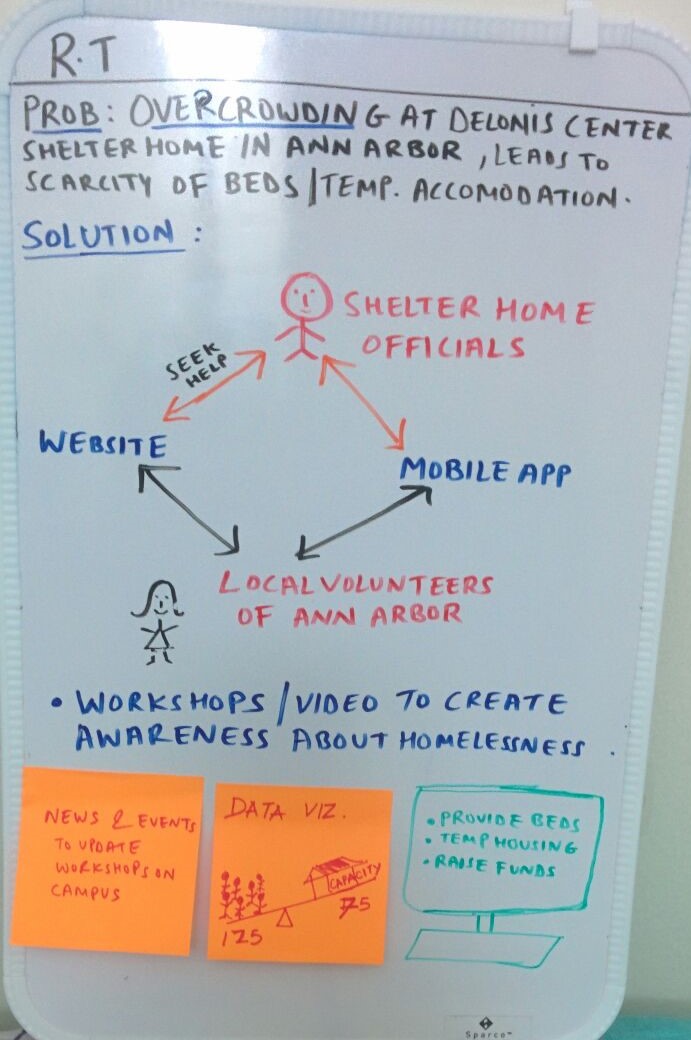 R.T
PROB: OVERCROWDING AT DELONIS CENTER
SHELTER HOME IN ANN ARBOR, LEADS TO
SCARCITY OF BEDS/TEMP. ACCOMODATION.
SOLUTION:
SHELTER HOME
OFFICIALS
SEEK
HELP
WEBSITE
MOBILE APP
LOCAL VOLUNTEERS
OF ANN ARBOR
• WORKSHOPS/VIDEO TO CREATE
AWARENESS ABOUT HOMELESSNESS.
NEWS & EVENTS
TO UPDATE
WORKSHOPS ON
CAMPUS
DATA VIZ.
CAPACITY
75
125
• PROVIDE BEDS
• TEMP HOUSING
• RAISE FUNDS
Sparco™